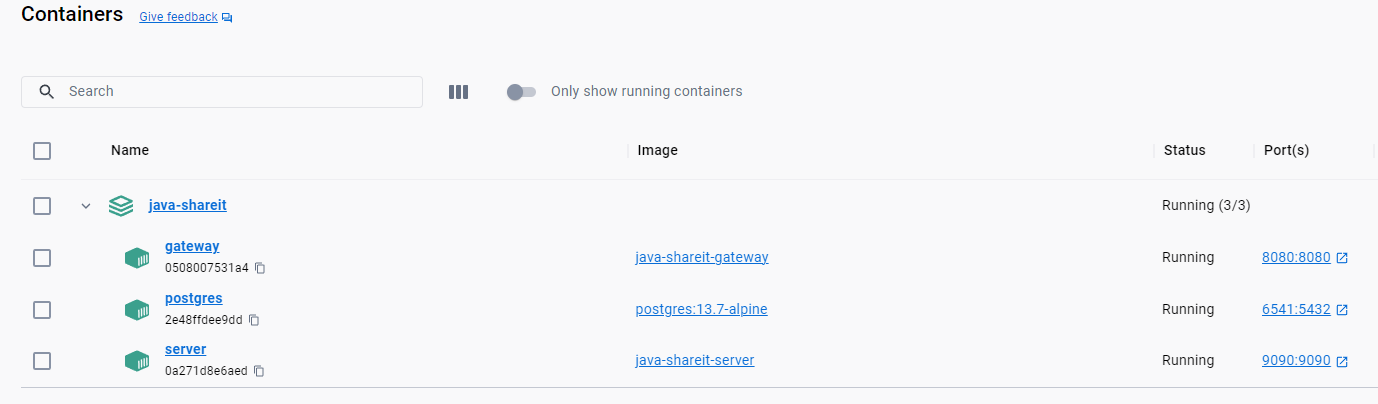 Containers Give feedback
Search Only show running containers
Name Image Status Port(s)
java-shareit Running (3/3)
gateway
0508007531a4 java-shareit-gateway Running 8080:8080
postgres
2e48ffdee9dd postgres:13.7-alpine Running 6541:5432
server
0a271d8e6aed java-shareit-server Running 9090:9090